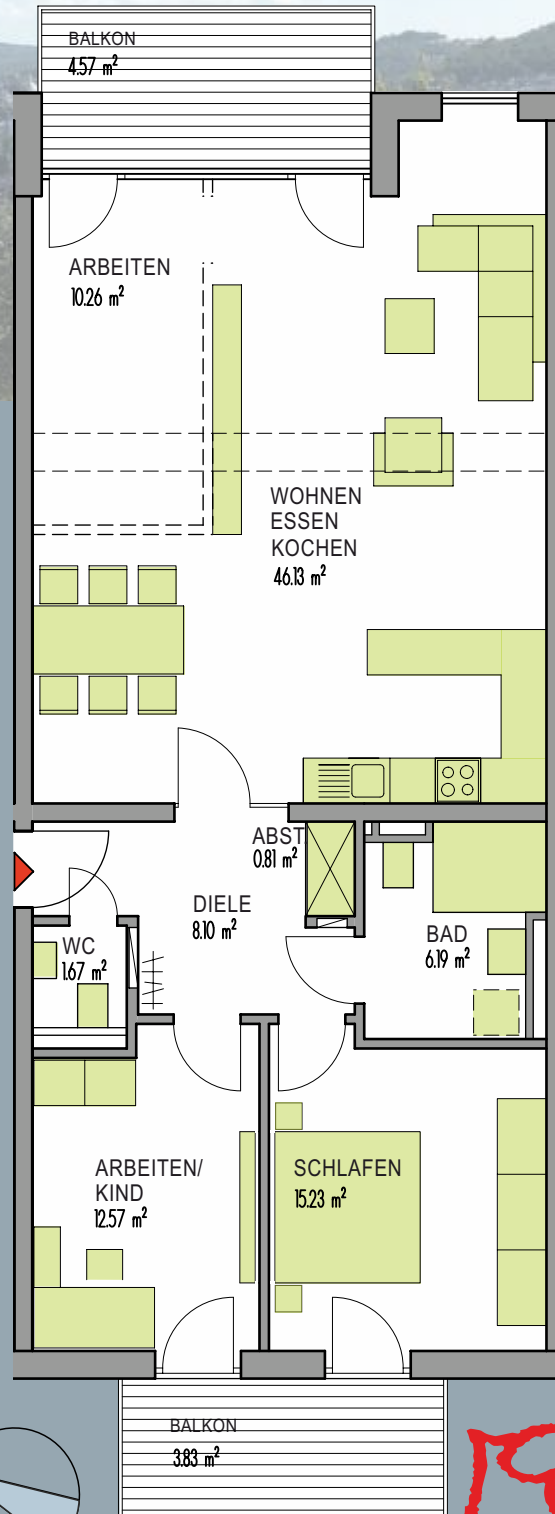 BALKON
4.57 m²
ARBEITEN
10.26 m²
WOHNEN
ESSEN
KOCHEN
46.13 m²
ABST.
0.81 m²
DIELE
8.10 m²
WC
1.67 m²
BAD
6.19 m²
ARBEITEN/
KIND
12.57 m²
SCHLAFEN
15.23 m²
BALKON
3.83 m²